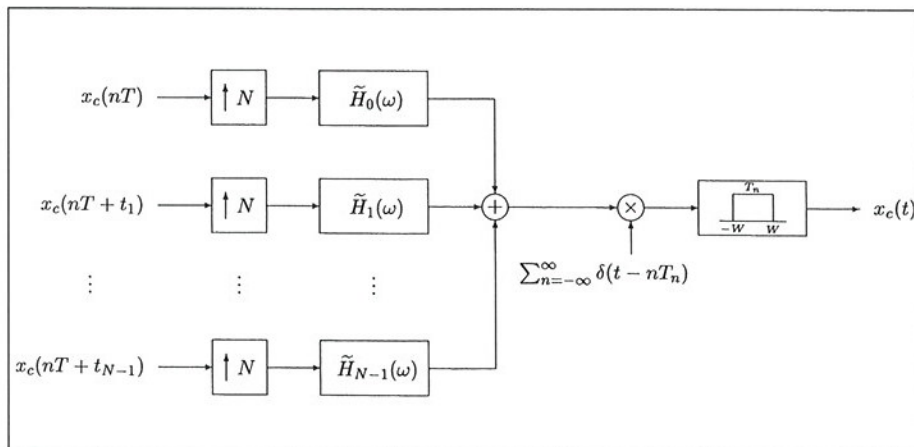 x_c(nT)
↑ N
H̃_0(ω)
x_c(nT + t_1)
↑ N
H̃_1(ω)
+
×
T_n
−W W
x_c(t)
∑_{n=−∞}^{∞} δ(t − nT_n)
⋮ ⋮ ⋮
x_c(nT + t_{N−1})
↑ N
H̃_{N−1}(ω)